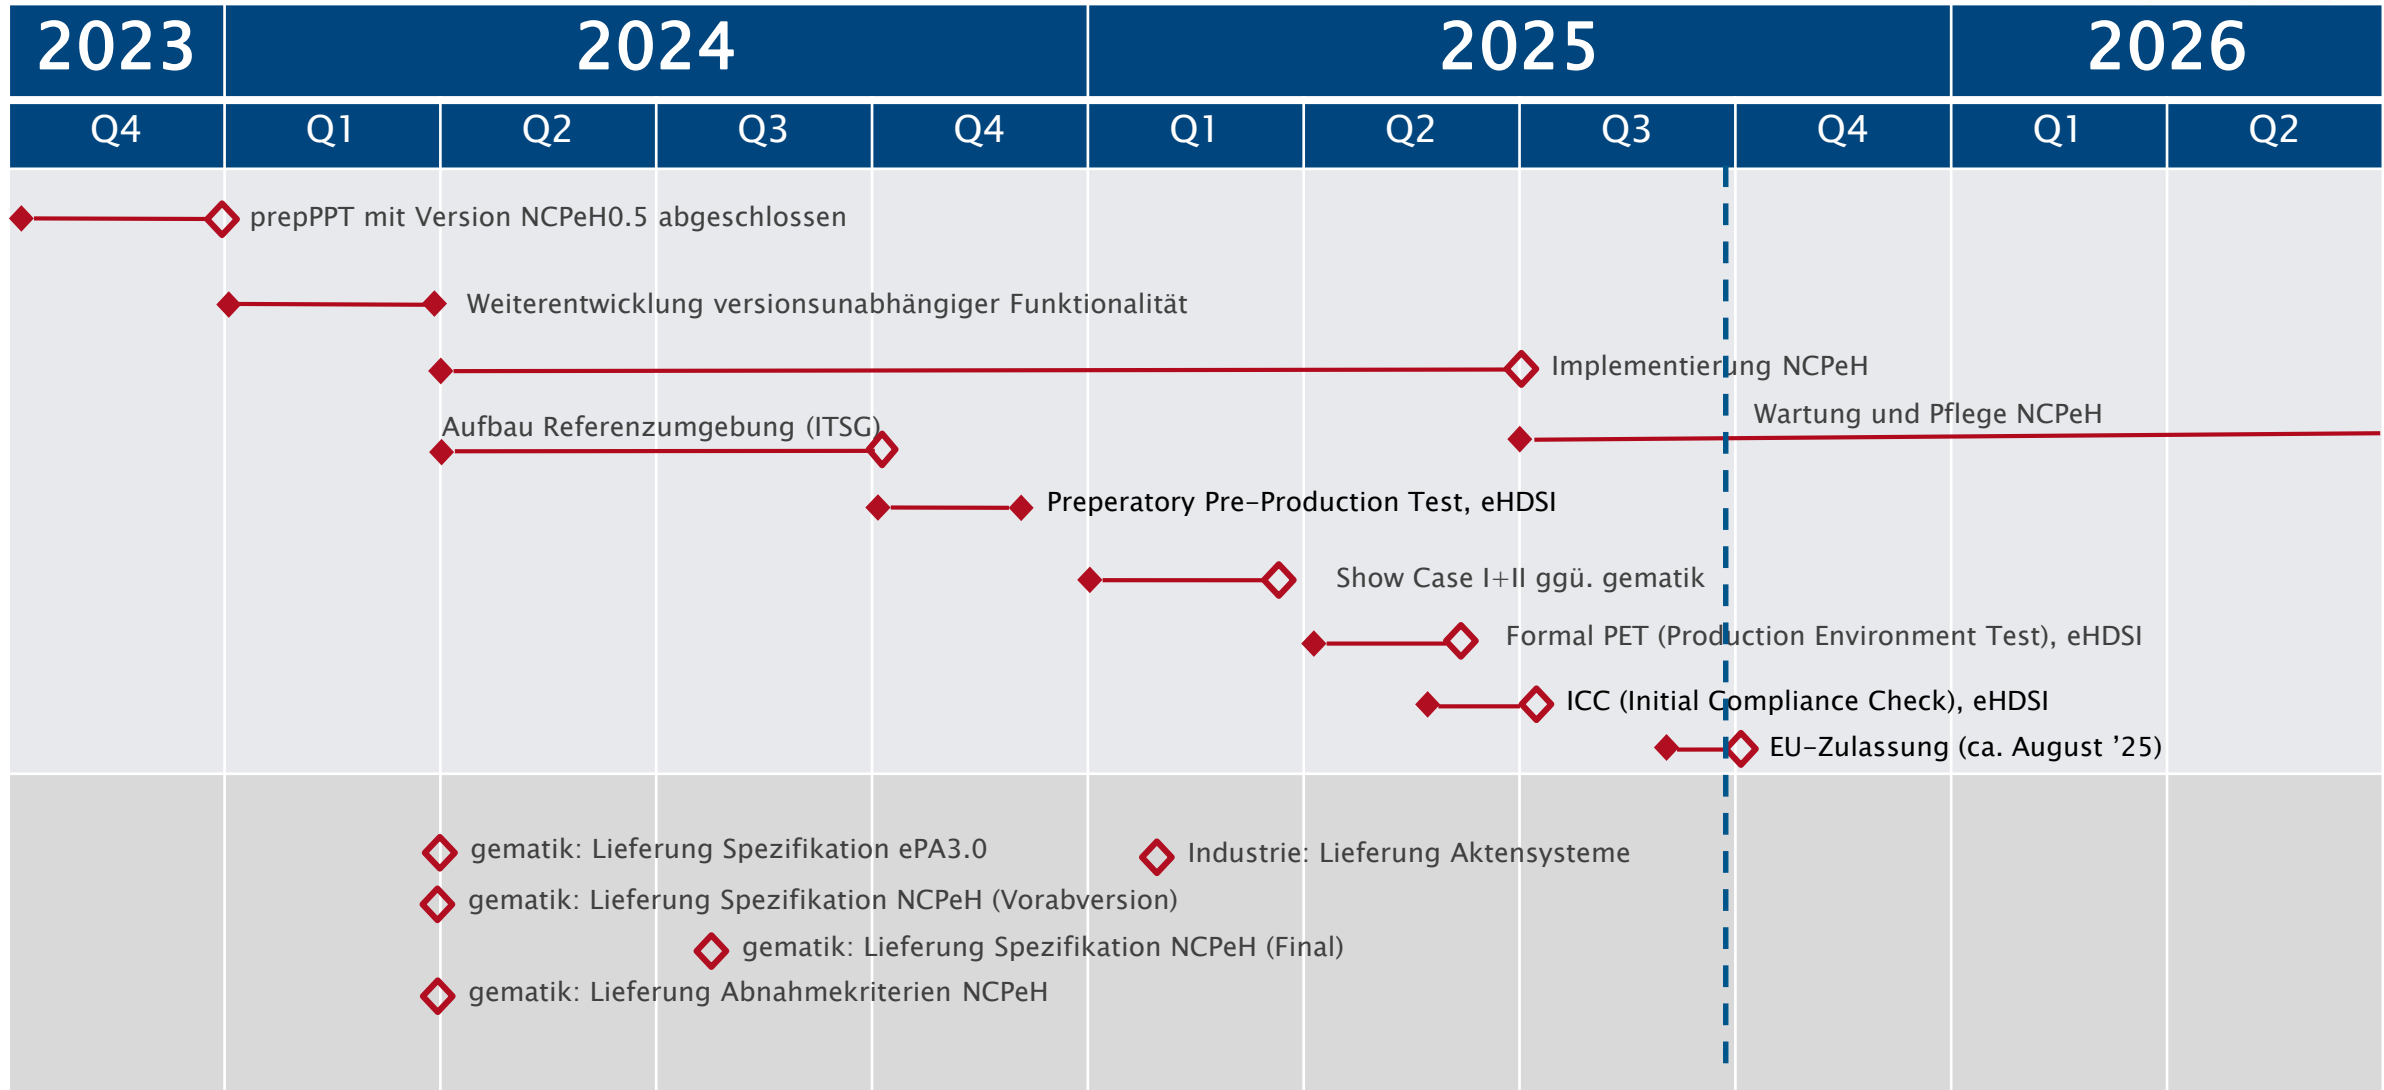 2023 2024 2025 2026
Q4 Q1 Q2 Q3 Q4 Q1 Q2 Q3 Q4 Q1 Q2
prepPPT mit Version NCPeH0.5 abgeschlossen
Weiterentwicklung versionsunabhängiger Funktionalität
Implementierung NCPeH
Wartung und Pflege NCPeH
Aufbau Referenzumgebung (ITSG)
Preperatory Pre-Production Test, eHDSI
Show Case I+II ggü. gematik
Formal PET (Production Environment Test), eHDSI
ICC (Initial Compliance Check), eHDSI
EU-Zulassung (ca. August ’25)
gematik: Lieferung Spezifikation ePA3.0
Industrie: Lieferung Aktensysteme
gematik: Lieferung Spezifikation NCPeH (Vorabversion)
gematik: Lieferung Spezifikation NCPeH (Final)
gematik: Lieferung Abnahmekriterien NCPeH